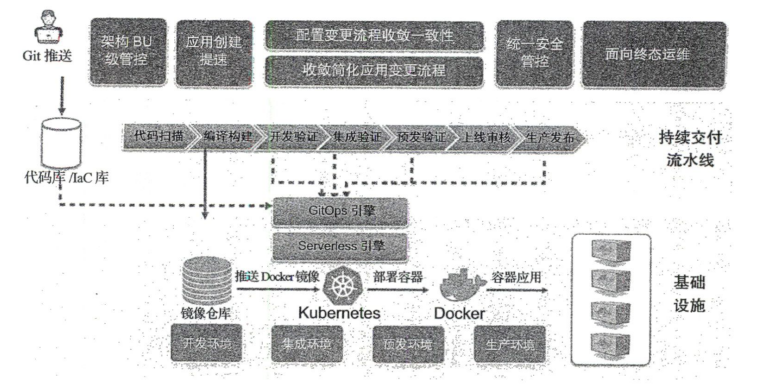 Git 推送
架构 BU
级管控
应用创建
提速
配置变更流程收敛一致性
收敛简化应用变更流程
统一安全
管控
面向终态运维
代码库/IaC 库
代码扫描
编译构建
开发验证
集成验证
预发验证
上线审核
生产发布
持续交付
流水线
GitOps 引擎
Serverless 引擎
镜像仓库
推送Docker镜像
Kubernetes
部署容器
Docker
容器应用
基础
设施
开发环境
集成环境
预发环境
生产环境